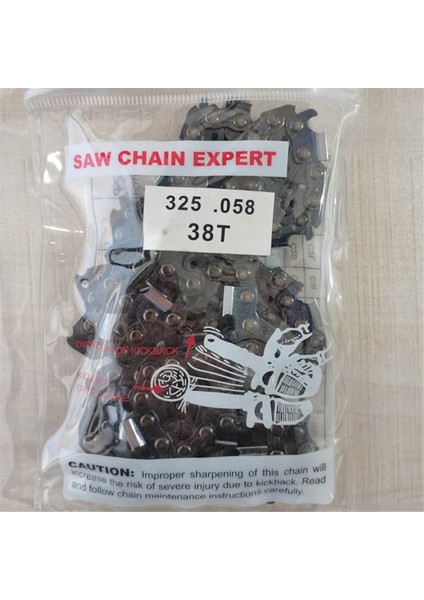 SAW CHAIN EXPERT
325 .058
38T
OF KICKBACK
CAUTION: Improper sharpening of this chain will
increase the risk of severe injury due to kickback. Read
and follow chain maintenance instructions carefully.